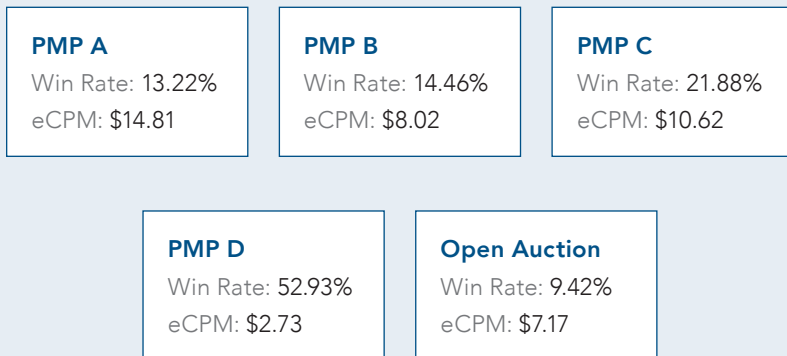 PMP A
Win Rate: 13.22%
eCPM: $14.81
PMP B
Win Rate: 14.46%
eCPM: $8.02
PMP C
Win Rate: 21.88%
eCPM: $10.62
PMP D
Win Rate: 52.93%
eCPM: $2.73
Open Auction
Win Rate: 9.42%
eCPM: $7.17